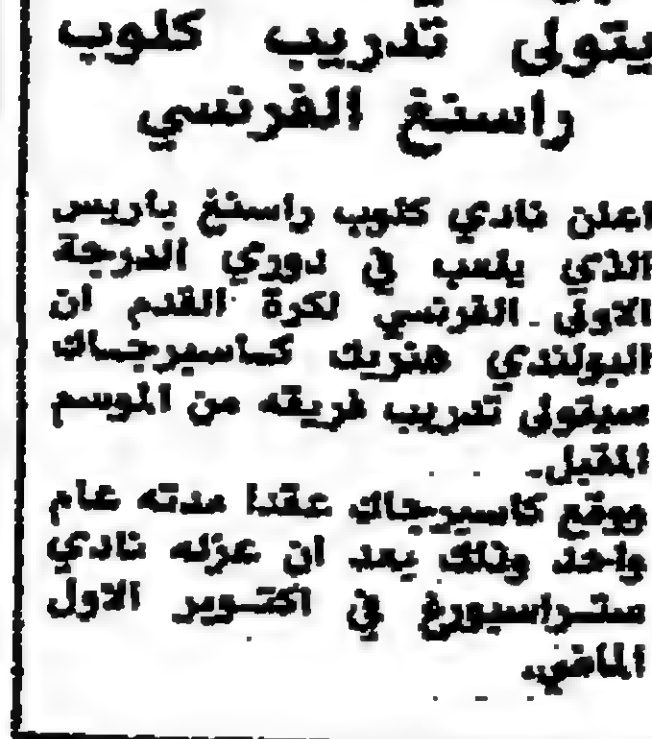 يتولى تدريب كلوب
راسنغ الفرنسي
اعلن نادي كلوب راسنغ باريس
الذي يلعب في دوري الدرجة
الاولى الفرنسي لكرة القدم ان
البولندي هنريك كاسبرجاك
سيتولى تدريب فريقه من الموسم
المقبل.
ووقع كاسبرجاك عقدا مدته عام
واحد وذلك بعد ان عزله نادي
ستراسبورغ في اكتوبر الاول
الماضي.